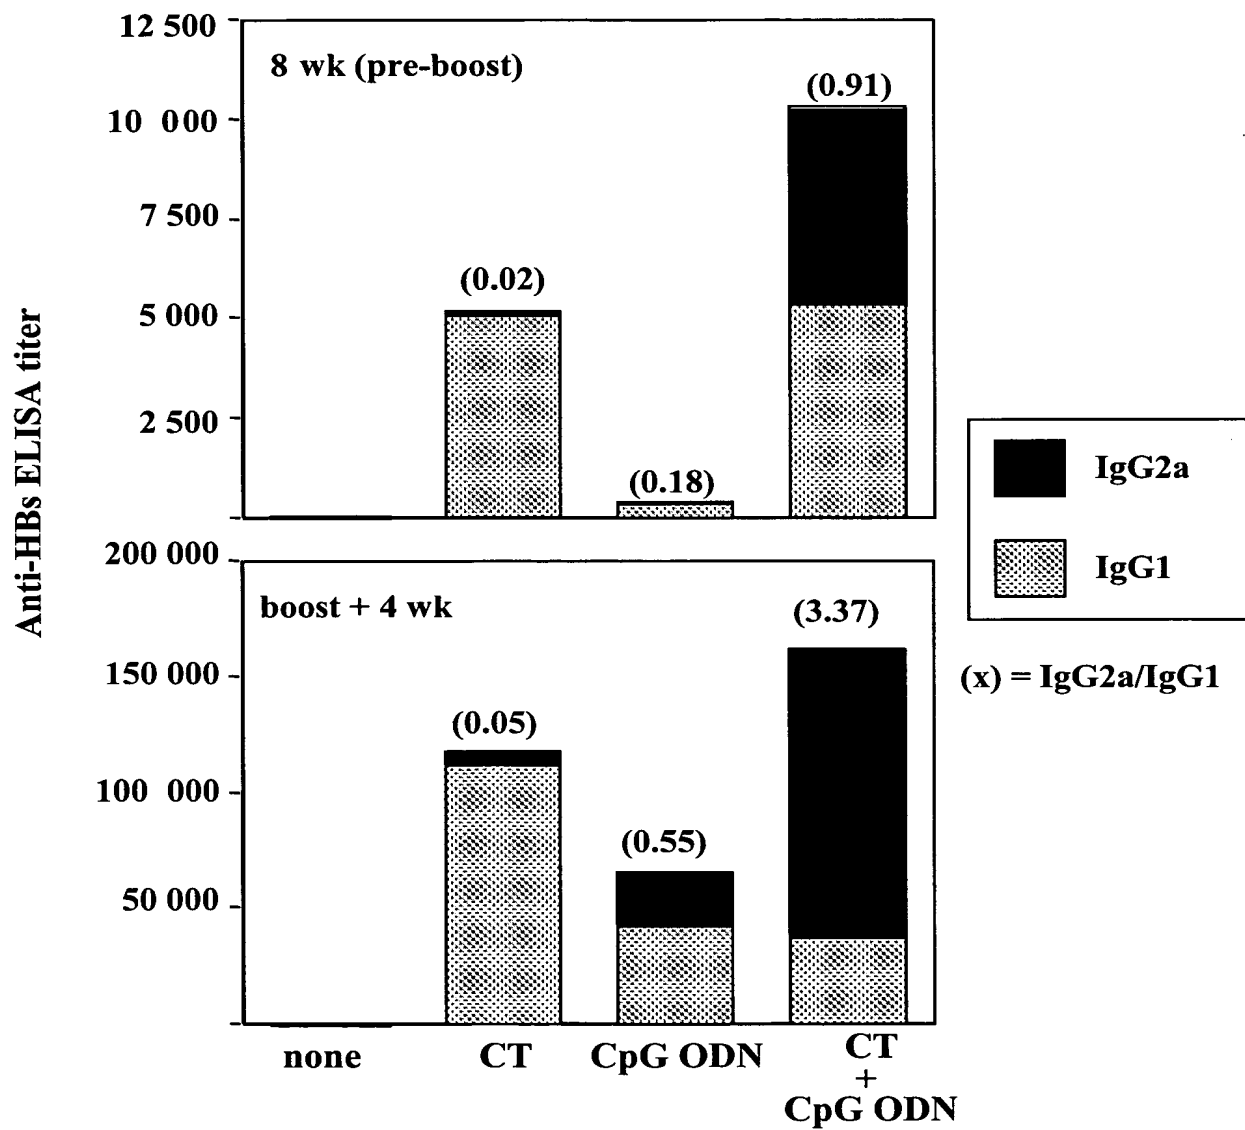 Anti-HBs ELISA titer
12 500
10 000
7 500
5 000
2 500
8 wk (pre-boost)
(0.02)
(0.18)
(0.91)
200 000
150 000
100 000
50 000
boost + 4 wk
(0.05)
(0.55)
(3.37)
none
CT
CpG ODN
CT
+
CpG ODN
IgG2a
IgG1
(x) = IgG2a/IgG1